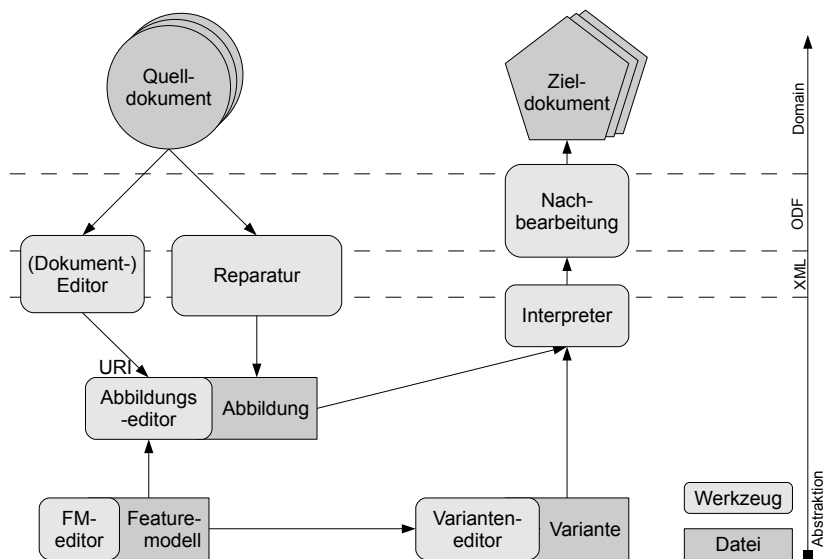 Quell-
dokument
Ziel-
dokument
Domain
Nach-
bearbeitung
ODF
(Dokument-)
Editor
Reparatur
XML
Interpreter
URI
Abbildungs
-editor
Abbildung
FM-
editor
Feature-
modell
Varianten-
editor
Variante
Werkzeug
Datei
Abstraktion